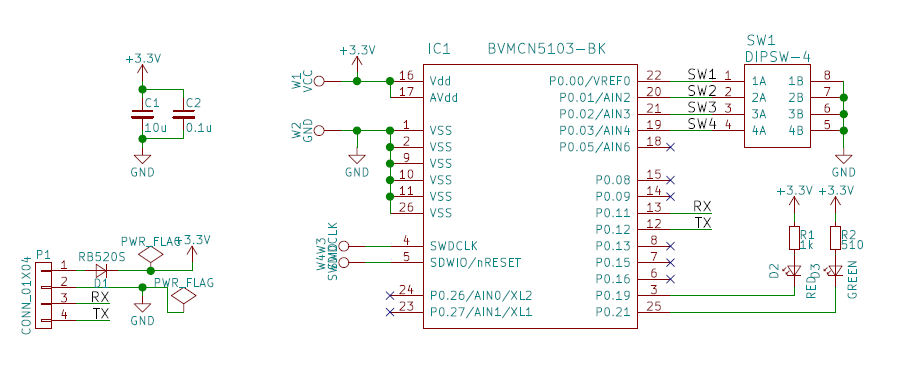 +3.3V
C1
C2
10u
0.1u
GND
P1
CONN_01X04
1
2
3
4
RB520S
D1
PWR_FLAG
+3.3V
PWR_FLAG
RX
TX
GND
W1
VCC
+3.3V
W2
GND
GND
W4
W3
SWDCLK
IC1
BVMCN5103-BK
16 Vdd
17 AVdd
1 VSS
2 VSS
9 VSS
10 VSS
11 VSS
26 VSS
4 SWDCLK
5 SDWIO/nRESET
24 P0.26/AIN0/XL2
23 P0.27/AIN1/XL1
P0.00/VREF0 22 SW1
P0.01/AIN2 20 SW2
P0.02/AIN3 21 SW3
P0.03/AIN4 19 SW4
P0.05/AIN6 18
P0.08 15
P0.09 14
P0.11 13 RX
P0.12 12 TX
P0.13 8
P0.15 7
P0.16 6
P0.19 3
P0.21 25
SW1
DIPSW-4
1 1A 1B 8
2 2A 2B 7
3 3A 3B 6
4 4A 4B 5
GND
+3.3V
+3.3V
R1
1k
R2
510
D2
RED
D3
GREEN